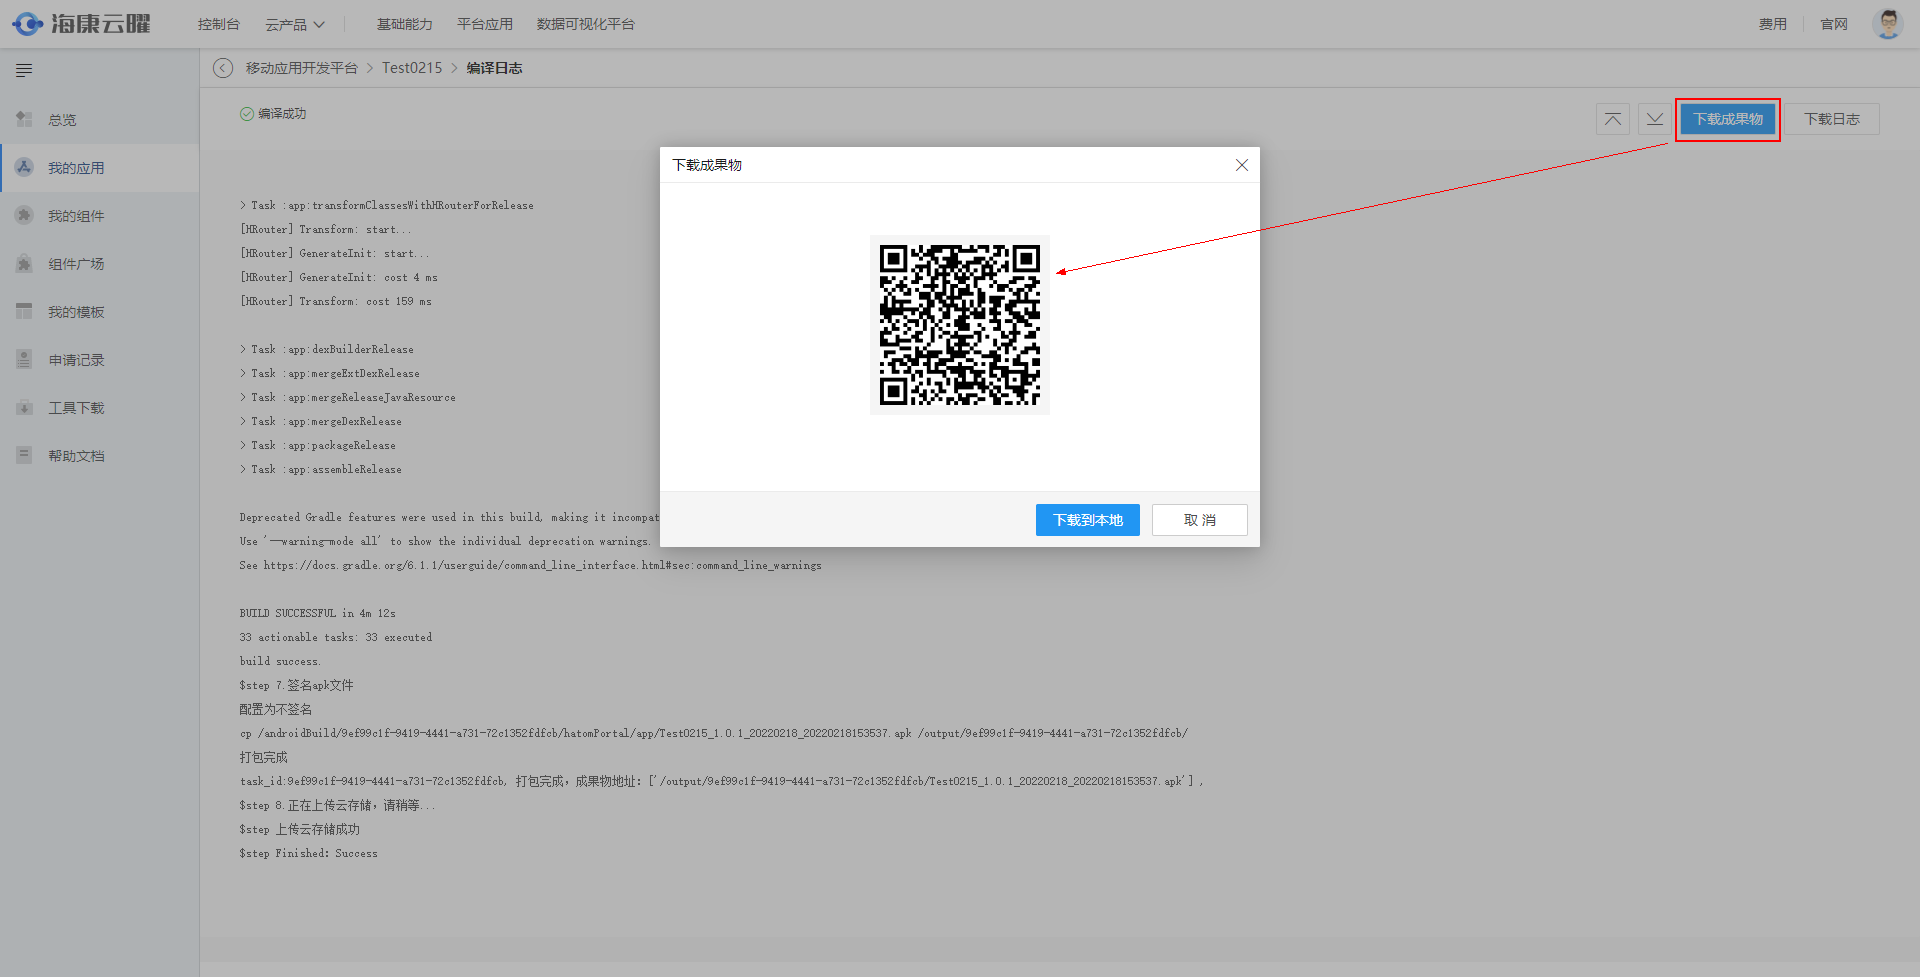 海康云曜 控制台 云产品 基础能力 平台应用 数据可视化平台 费用 官网
移动应用开发平台 > Test0215 > 编译日志
总览
我的应用
我的组件
组件广场
我的模板
申请记录
工具下载
帮助文档
编译成功
下载成果物 下载日志
> Task :app:transformClassesWithHRouterForRelease
[HRouter] Transform: start...
[HRouter] GenerateInit: start...
[HRouter] GenerateInit: cost 4 ms
[HRouter] Transform: cost 159 ms
> Task :app:dexBuilderRelease
> Task :app:mergeExtDexRelease
> Task :app:mergeReleaseJavaResource
> Task :app:mergeDexRelease
> Task :app:packageRelease
> Task :app:assembleRelease
Deprecated Gradle features were used in this build, making it incompat
Use '--warning-mode all' to show the individual deprecation warnings.
See https://docs.gradle.org/6.1.1/userguide/command_line_interface.html#sec:command_line_warnings
BUILD SUCCESSFUL in 4m 12s
33 actionable tasks: 33 executed
build success.
$step 7.签名apk文件
配置为不签名
cp /androidBuild/9ef99c1f-9419-4441-a731-72c1352fdfcb/hatomPortal/app/Test0215_1.0.1_20220218_20220218153537.apk /output/9ef99c1f-9419-4441-a731-72c1352fdfcb/
打包完成
task_id:9ef99c1f-9419-4441-a731-72c1352fdfcb, 打包完成，成果物地址：['/output/9ef99c1f-9419-4441-a731-72c1352fdfcb/Test0215_1.0.1_20220218_20220218153537.apk'] ,
$step 8.正在上传云存储，请稍等...
$step 上传云存储成功
$step Finished: Success
下载成果物
下载到本地 取消